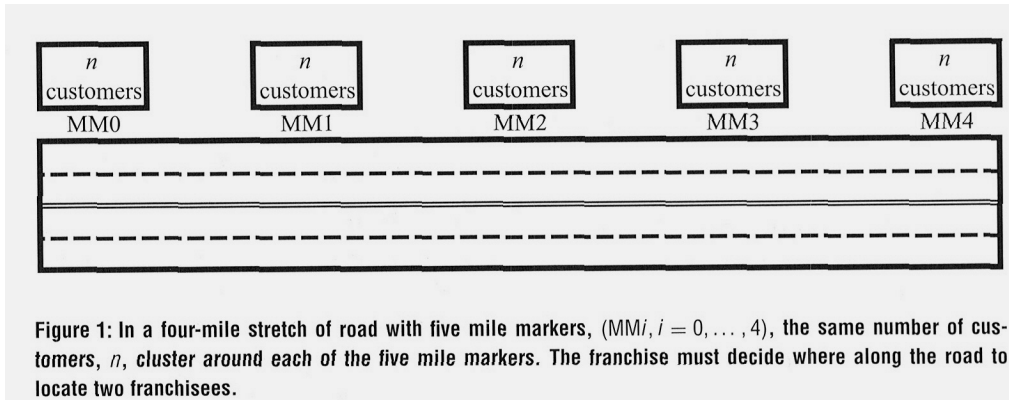 n n n n n
customers customers customers customers customers
MM0 MM1 MM2 MM3 MM4
Figure 1: In a four-mile stretch of road with five mile markers, (MMi, i = 0, . . . , 4), the same number of cus-
tomers, n, cluster around each of the five mile markers. The franchise must decide where along the road to
locate two franchisees.